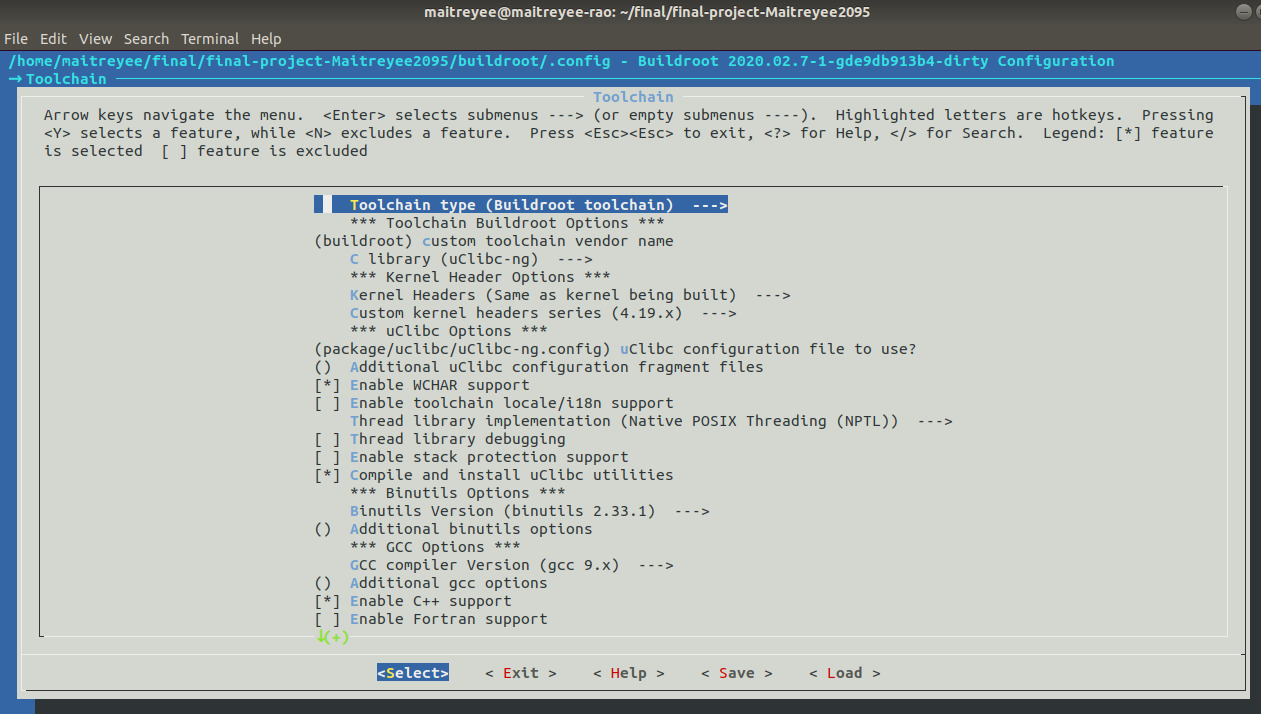 maitreyee@maitreyee-rao: ~/final/final-project-Maitreyee2095
File Edit View Search Terminal Help
/home/maitreyee/final/final-project-Maitreyee2095/buildroot/.config - Buildroot 2020.02.7-1-gde9db913b4-dirty Configuration
→ Toolchain
Toolchain
Arrow keys navigate the menu. <Enter> selects submenus ---> (or empty submenus ----). Highlighted letters are hotkeys. Pressing
<Y> selects a feature, while <N> excludes a feature. Press <Esc><Esc> to exit, <?> for Help, </> for Search. Legend: [*] feature
is selected [ ] feature is excluded
Toolchain type (Buildroot toolchain) --->
*** Toolchain Buildroot Options ***
(buildroot) custom toolchain vendor name
C library (uClibc-ng) --->
*** Kernel Header Options ***
Kernel Headers (Same as kernel being built) --->
Custom kernel headers series (4.19.x) --->
*** uClibc Options ***
(package/uclibc/uClibc-ng.config) uClibc configuration file to use?
() Additional uClibc configuration fragment files
[*] Enable WCHAR support
[ ] Enable toolchain locale/i18n support
Thread library implementation (Native POSIX Threading (NPTL)) --->
[ ] Thread library debugging
[ ] Enable stack protection support
[*] Compile and install uClibc utilities
*** Binutils Options ***
Binutils Version (binutils 2.33.1) --->
() Additional binutils options
*** GCC Options ***
GCC compiler Version (gcc 9.x) --->
() Additional gcc options
[*] Enable C++ support
[ ] Enable Fortran support
↓(+)
<Select> < Exit > < Help > < Save > < Load >